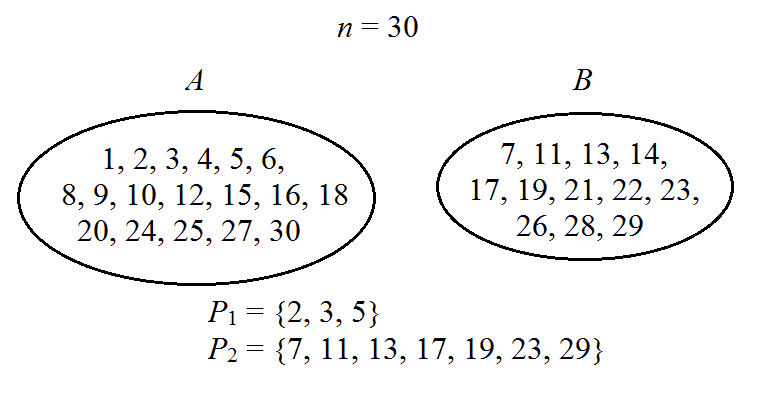 n = 30
A
B
1, 2, 3, 4, 5, 6,
8, 9, 10, 12, 15, 16, 18
20, 24, 25, 27, 30
7, 11, 13, 14,
17, 19, 21, 22, 23,
26, 28, 29
P1 = {2, 3, 5}
P2 = {7, 11, 13, 17, 19, 23, 29}